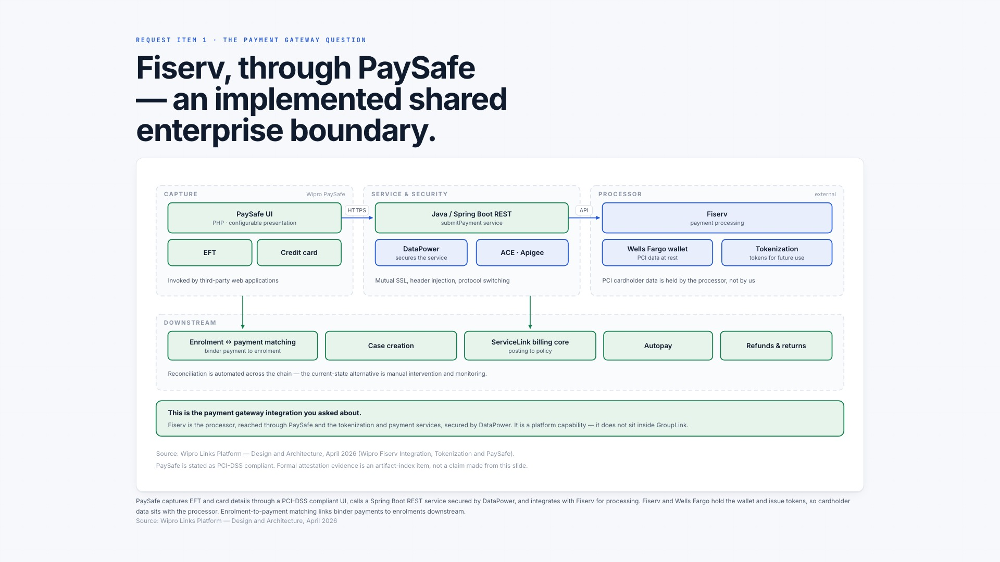 REQUEST ITEM 1 · THE PAYMENT GATEWAY QUESTION
Fiserv, through PaySafe
— an implemented shared
enterprise boundary.
CAPTURE
Wipro PaySafe
PaySafe UI
PHP · configurable presentation
EFT
Credit card
Invoked by third-party web applications
HTTPS
SERVICE & SECURITY
Java / Spring Boot REST
submitPayment service
DataPower
secures the service
ACE · Apigee
Mutual SSL, header injection, protocol switching
API
PROCESSOR
external
Fiserv
payment processing
Wells Fargo wallet
PCI data at rest
Tokenization
tokens for future use
PCI cardholder data is held by the processor, not by us
DOWNSTREAM
Enrolment ↔ payment matching
binder payment to enrolment
Case creation
ServiceLink billing core
posting to policy
Autopay
Refunds & returns
Reconciliation is automated across the chain — the current-state alternative is manual intervention and monitoring.
This is the payment gateway integration you asked about.
Fiserv is the processor, reached through PaySafe and the tokenization and payment services, secured by DataPower. It is a platform capability — it does not sit inside GroupLink.
Source: Wipro Links Platform — Design and Architecture, April 2026 (Wipro Fiserv Integration; Tokenization and PaySafe).
PaySafe is stated as PCI-DSS compliant. Formal attestation evidence is an artifact-index item, not a claim made from this slide.
PaySafe captures EFT and card details through a PCI-DSS compliant UI, calls a Spring Boot REST service secured by DataPower, and integrates with Fiserv for processing. Fiserv and Wells Fargo hold the wallet and issue tokens, so cardholder
data sits with the processor. Enrolment-to-payment matching links binder payments to enrolments downstream.
Source: Wipro Links Platform — Design and Architecture, April 2026